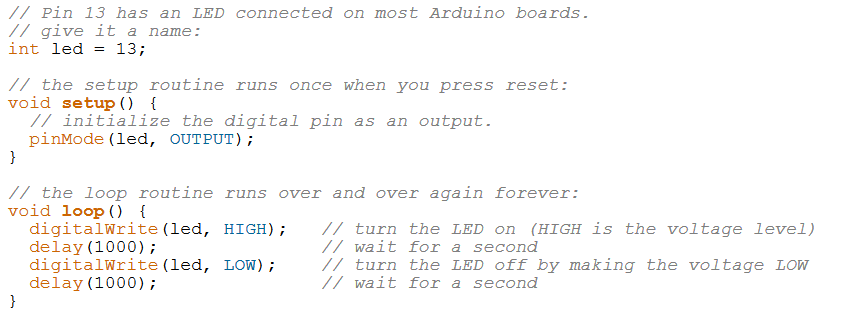 // Pin 13 has an LED connected on most Arduino boards.
// give it a name:
int led = 13;

// the setup routine runs once when you press reset:
void setup() {
  // initialize the digital pin as an output.
  pinMode(led, OUTPUT);
}

// the loop routine runs over and over again forever:
void loop() {
  digitalWrite(led, HIGH);   // turn the LED on (HIGH is the voltage level)
  delay(1000);               // wait for a second
  digitalWrite(led, LOW);    // turn the LED off by making the voltage LOW
  delay(1000);               // wait for a second
}